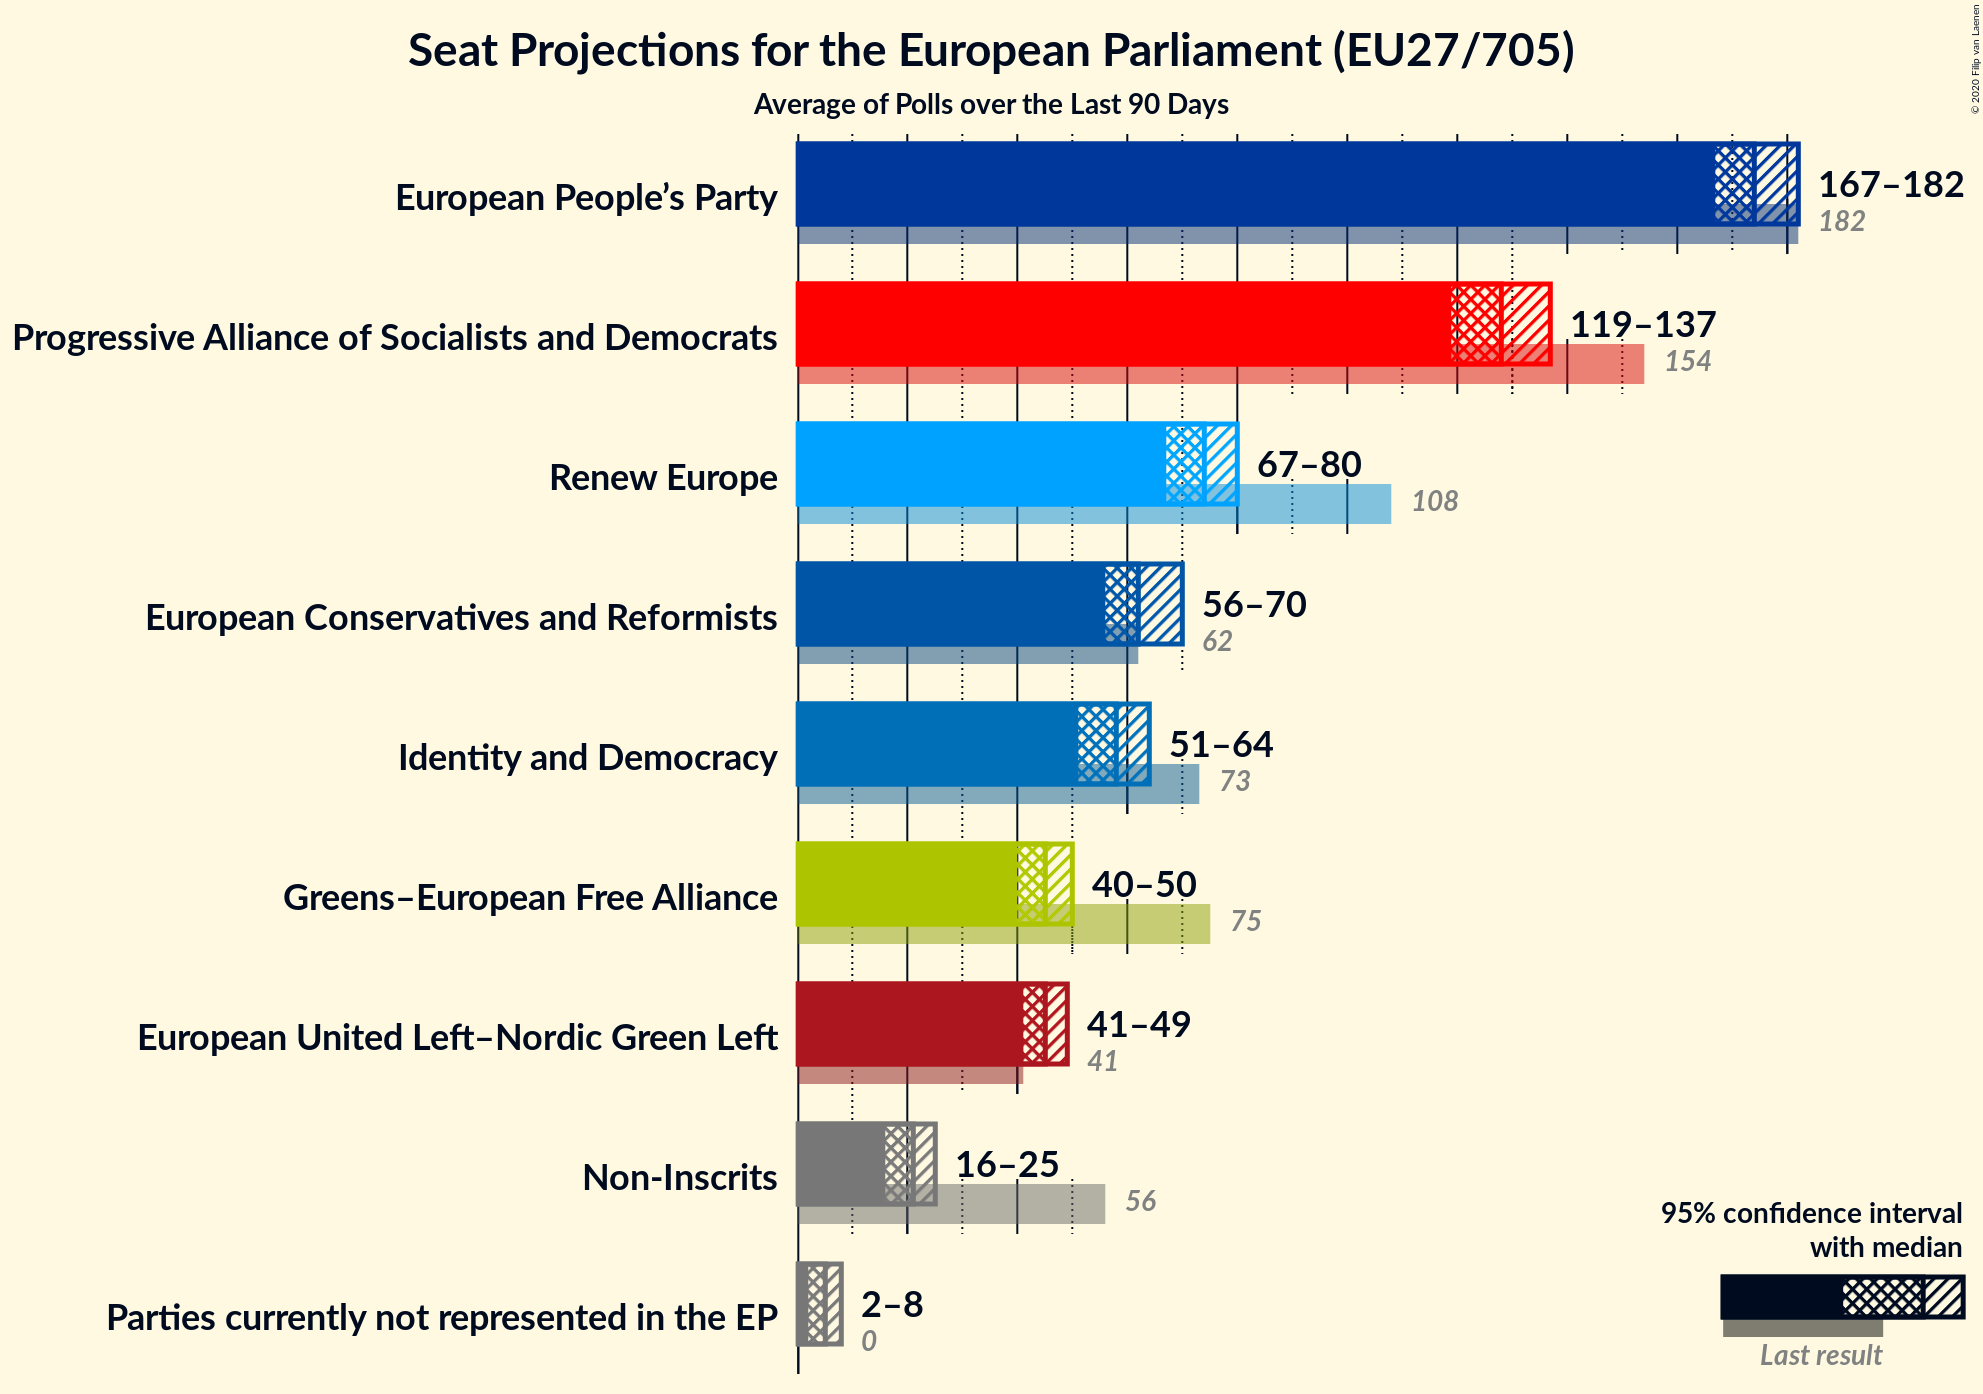 Seat Projections for the European Parliament (EU27/705)
Average of Polls over the Last 90 Days
© 2020 Filip van Laenen
European People’s Party
167–182
182
Progressive Alliance of Socialists and Democrats
119–137
154
Renew Europe
67–80
108
European Conservatives and Reformists
56–70
62
Identity and Democracy
51–64
73
Greens–European Free Alliance
40–50
75
European United Left–Nordic Green Left
41–49
41
Non-Inscrits
16–25
56
Parties currently not represented in the EP
2–8
0
95% confidence interval
with median
Last result